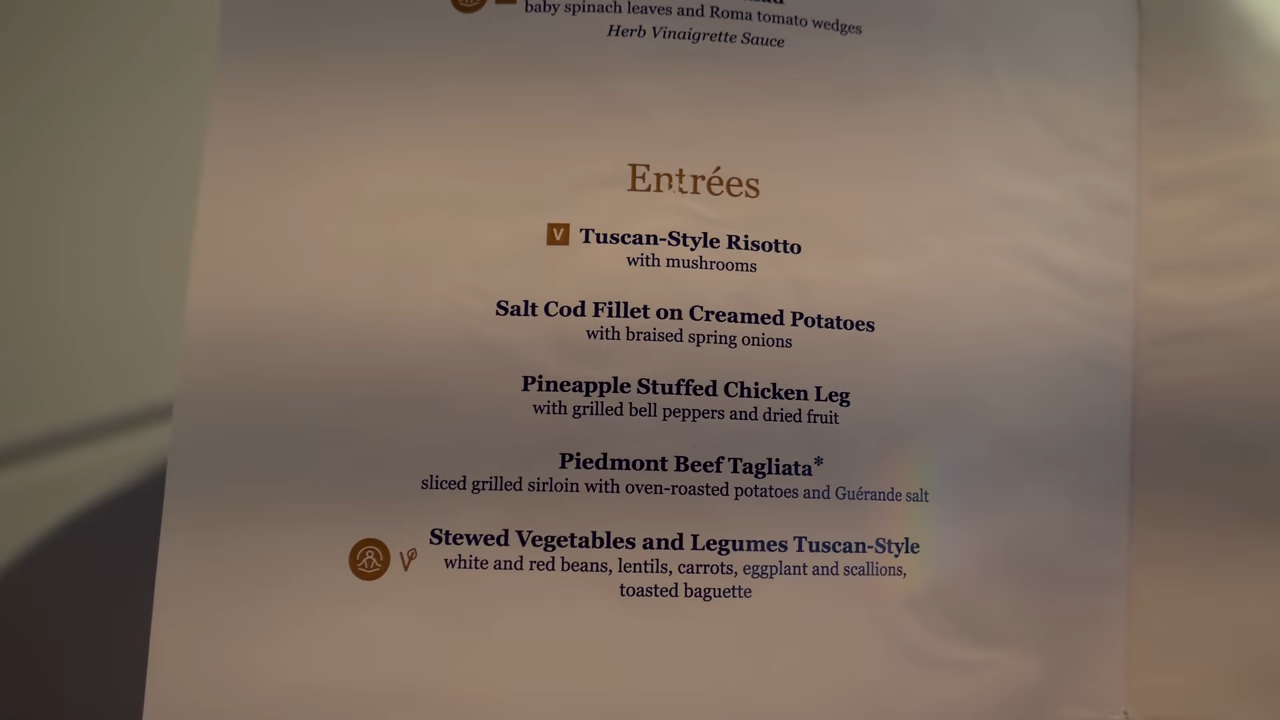 baby spinach leaves and Roma tomato wedges
Herb Vinaigrette Sauce
Entrées
V Tuscan-Style Risotto
with mushrooms
Salt Cod Fillet on Creamed Potatoes
with braised spring onions
Pineapple Stuffed Chicken Leg
with grilled bell peppers and dried fruit
Piedmont Beef Tagliata*
sliced grilled sirloin with oven-roasted potatoes and Guérande salt
V Stewed Vegetables and Legumes Tuscan-Style
white and red beans, lentils, carrots, eggplant and scallions,
toasted baguette